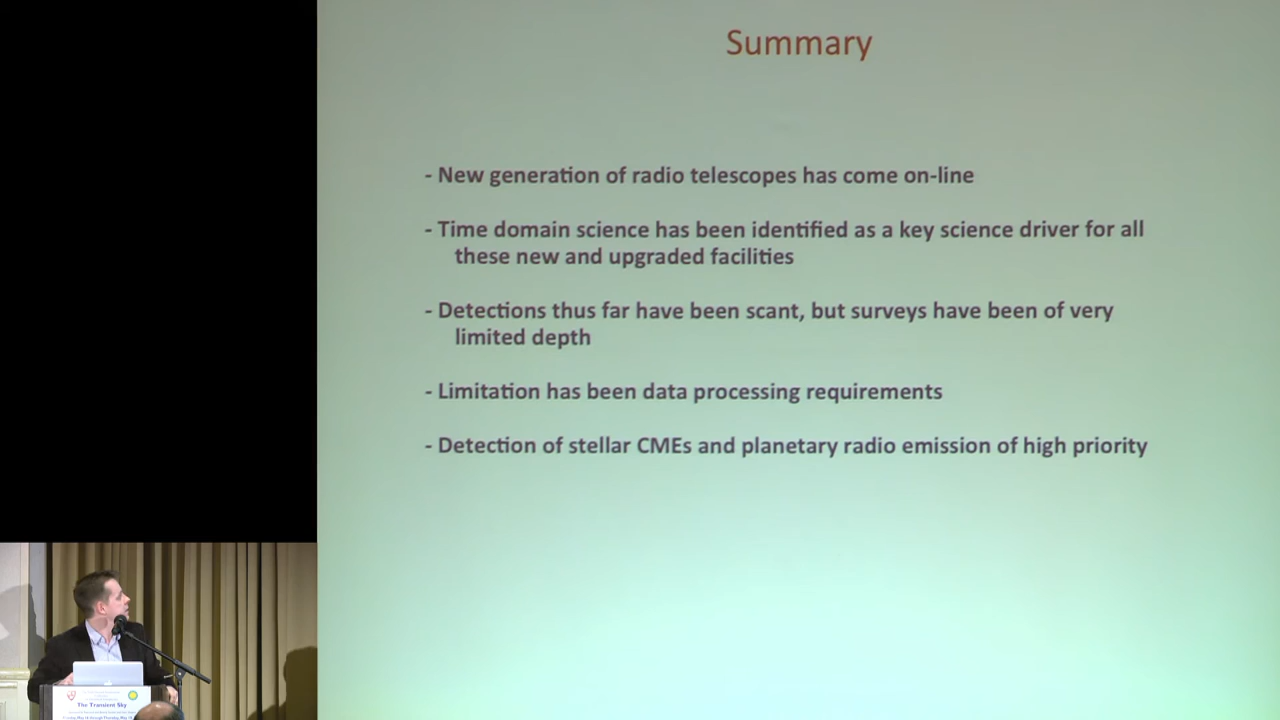 Summary
- New generation of radio telescopes has come on-line
- Time domain science has been identified as a key science driver for all
these new and upgraded facilities
- Detections thus far have been scant, but surveys have been of very
limited depth
- Limitation has been data processing requirements
- Detection of stellar CMEs and planetary radio emission of high priority
The Transient Sky